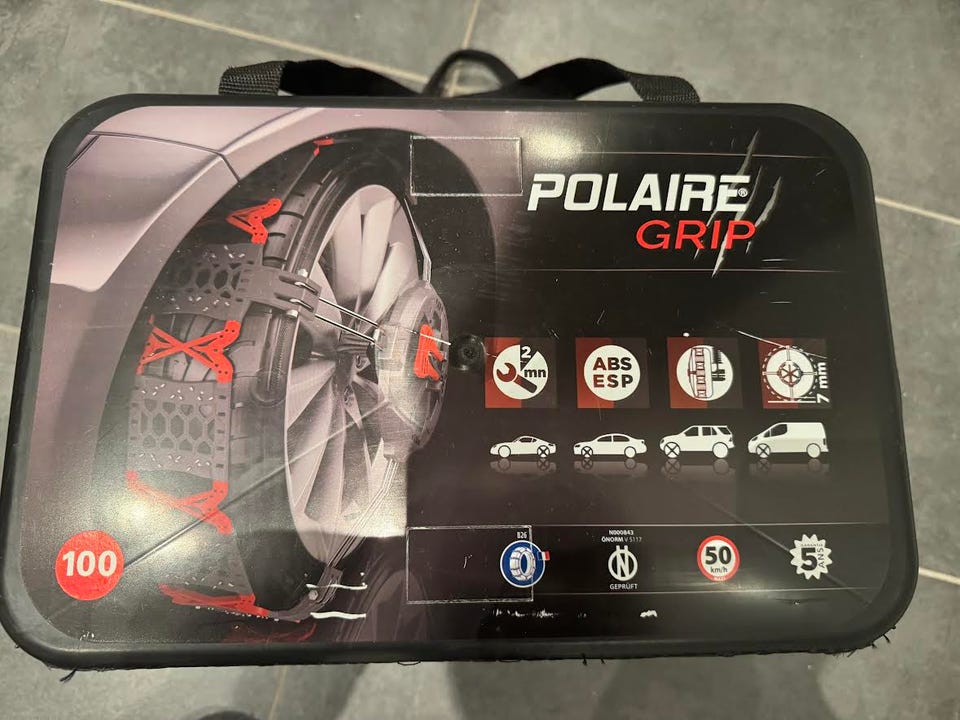 POLAIRE®
GRIP
2
mn
ABS
ESP
7 mm
100
B26
N000843
ÖNORM V 5117
N
GEPRÜFT
50
km/h
5
ANS